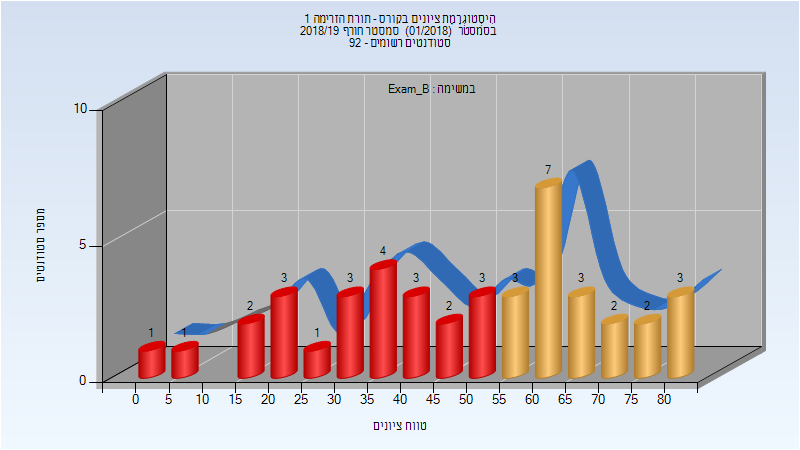 היסטוגרמת ציונים בקורס - תורת הזרימה 1
בסמסטר (01/2018) סמסטר חורף 2018/19
סטודנטים רשומים - 92
במשימה : Exam_B
מספר סטודנטים
10
5
0
1 1 2 3 1 3 4 3 2 3 3 7 3 2 2 3
0 5 10 15 20 25 30 35 40 45 50 55 60 65 70 75 80
טווח ציונים